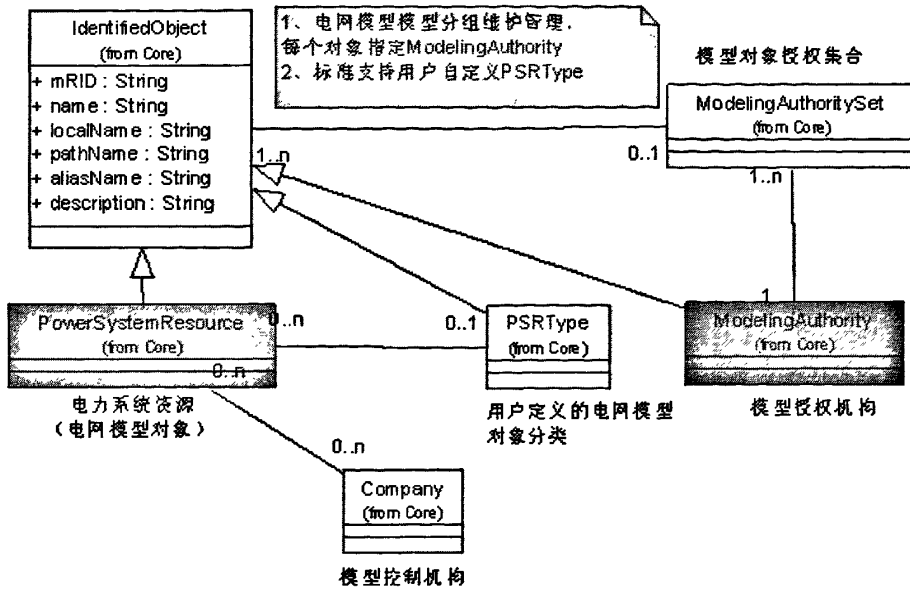 IdentifiedObject
(from Core)
+ mRID : String
+ name : String
+ localName : String
+ pathName : String
+ aliasName : String
+ description : String
1、电网模型模型分组维护管理，
每个对象指定ModelingAuthority
2、标准支持用户自定义PSRType
模型对象授权集合
ModelingAuthoritySet
(from Core)
1..n
0..1
1..n
PowerSystemResource
(from Core)
0..n
0..n
0..1
PSRType
(from Core)
1
ModelingAuthority
(from Core)
电力系统资源
（电网模型对象）
用户定义的电网模型
对象分类
模型授权机构
0..n
Company
(from Core)
模型控制机构